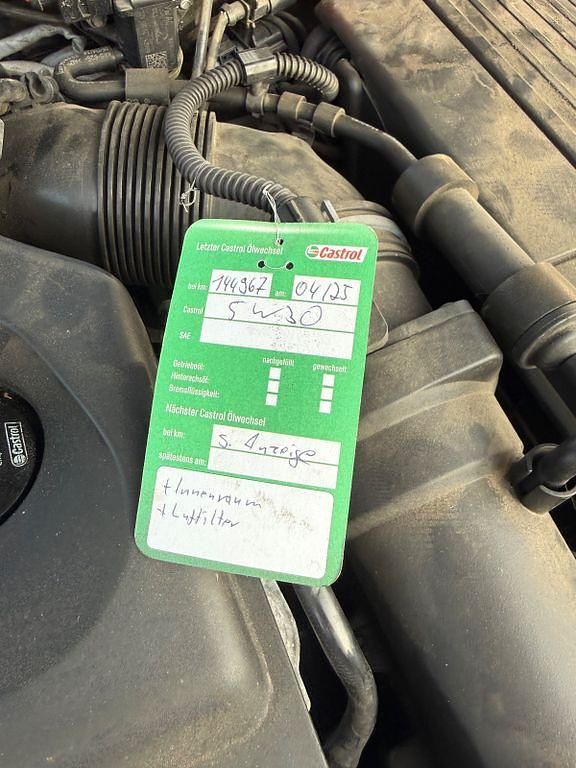 Letzter Castrol Ölwechsel
Castrol
bei km: 144967 am: 04/25
Castrol 5W30
SAE
nachgefüllt gewechselt
Getriebeöl:
Hinterachsöl:
Bremsflüssigkeit:
Nächster Castrol Ölwechsel
bei km: s. Anzeige
spätestens am:
+ Innenraum
+ Luftfilter
Castrol